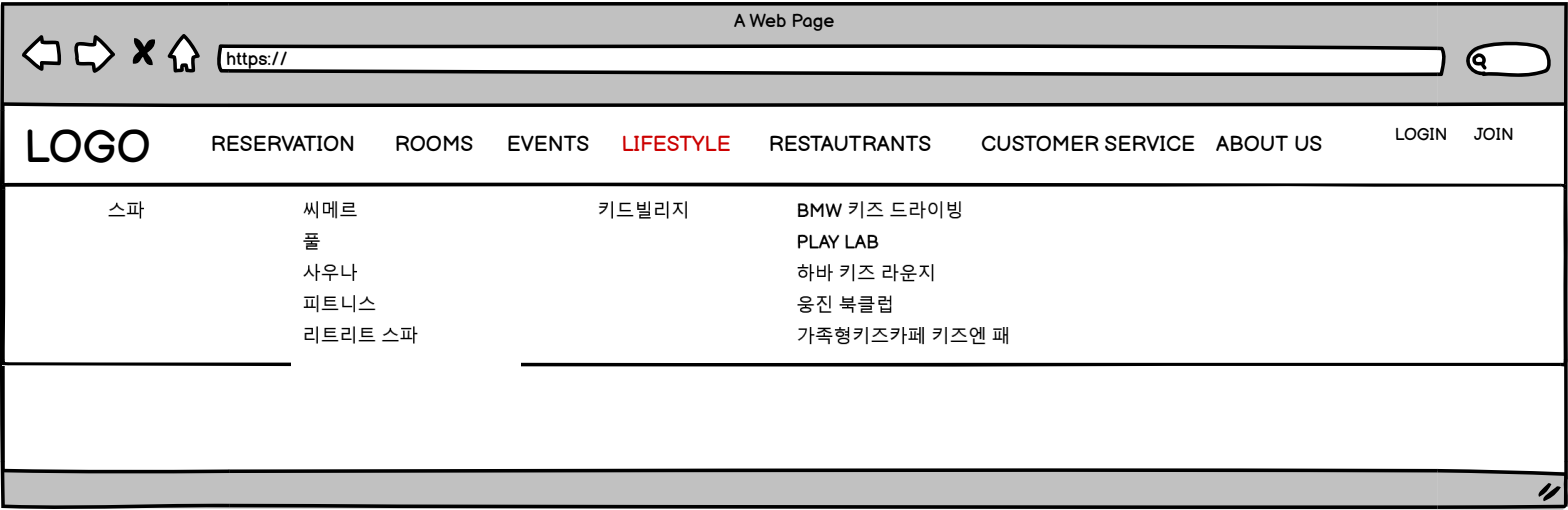 A Web Page
https://
LOGO RESERVATION ROOMS EVENTS LIFESTYLE RESTAUTRANTS CUSTOMER SERVICE ABOUT US LOGIN JOIN
스파 씨메르 키드빌리지 BMW 키즈 드라이빙
풀 PLAY LAB
사우나 하바 키즈 라운지
피트니스 웅진 북클럽
리트리트 스파 가족형키즈카페 키즈엔 패